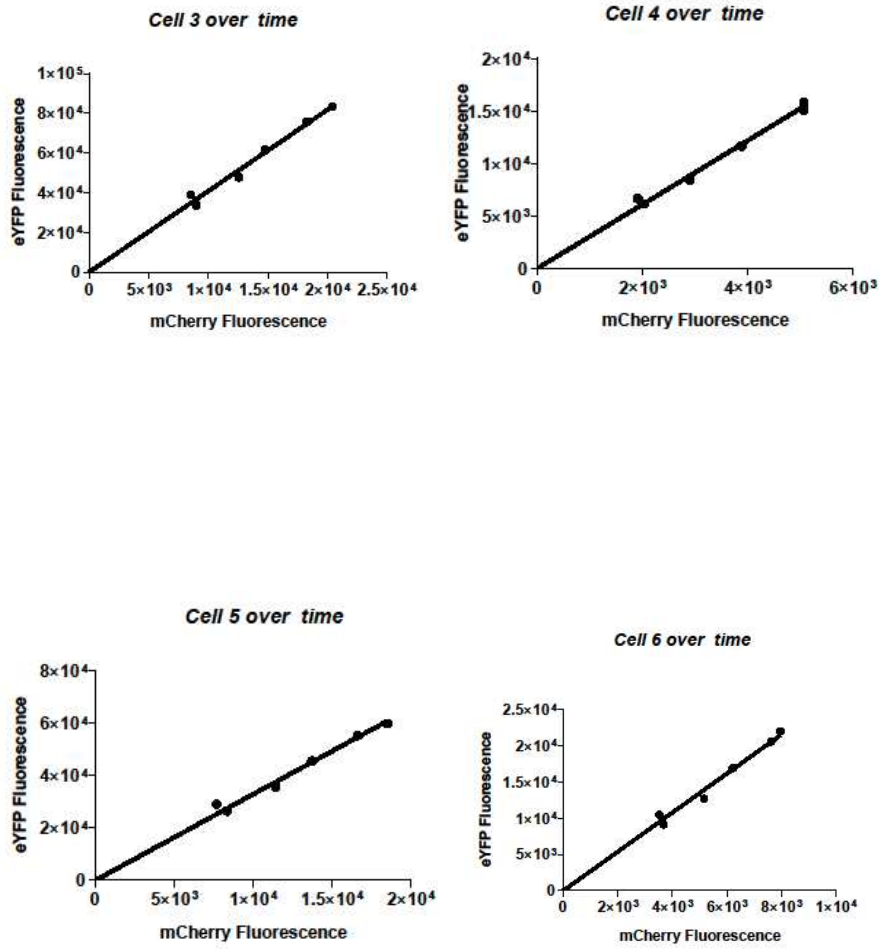 Cell 3 over time
eYFP Fluorescence
1×10⁵
8×10⁴
6×10⁴
4×10⁴
2×10⁴
0
0 5×10³ 1×10⁴ 1.5×10⁴ 2×10⁴ 2.5×10⁴
mCherry Fluorescence
Cell 4 over time
eYFP Fluorescence
2×10⁴
1.5×10⁴
1×10⁴
5×10³
0
0 2×10³ 4×10³ 6×10³
mCherry Fluorescence
Cell 5 over time
eYFP Fluorescence
8×10⁴
6×10⁴
4×10⁴
2×10⁴
0
0 5×10³ 1×10⁴ 1.5×10⁴ 2×10⁴
mCherry Fluorescence
Cell 6 over time
eYFP Fluorescence
2.5×10⁴
2×10⁴
1.5×10⁴
1×10⁴
5×10³
0
0 2×10³ 4×10³ 6×10³ 8×10³ 1×10⁴
mCherry Fluorescence